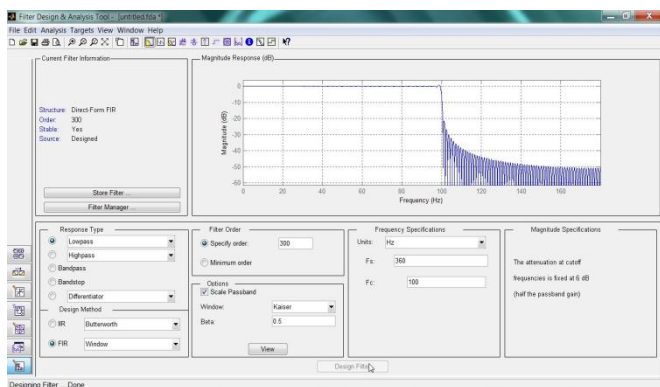 Filter Design & Analysis Tool - [untitled.fda *]
File Edit Analysis Targets View Window Help
Current Filter Information
Structure: Direct-Form FIR
Order: 300
Stable: Yes
Source: Designed
Store Filter ...
Filter Manager ...
Magnitude Response (dB)
Magnitude (dB)
0
-10
-20
-30
-40
-50
-60
0 20 40 60 80 100 120 140 160
Frequency (Hz)
Response Type
Lowpass
Highpass
Bandpass
Bandstop
Differentiator
Design Method
IIR Butterworth
FIR Window
Filter Order
Specify order: 300
Minimum order
Options
Scale Passband
Window: Kaiser
Beta: 0.5
View
Frequency Specifications
Units: Hz
Fs: 360
Fc: 100
Magnitude Specifications
The attenuation at cutoff
frequencies is fixed at 6 dB
(half the passband gain)
Design Filter
Designing Filter ... Done